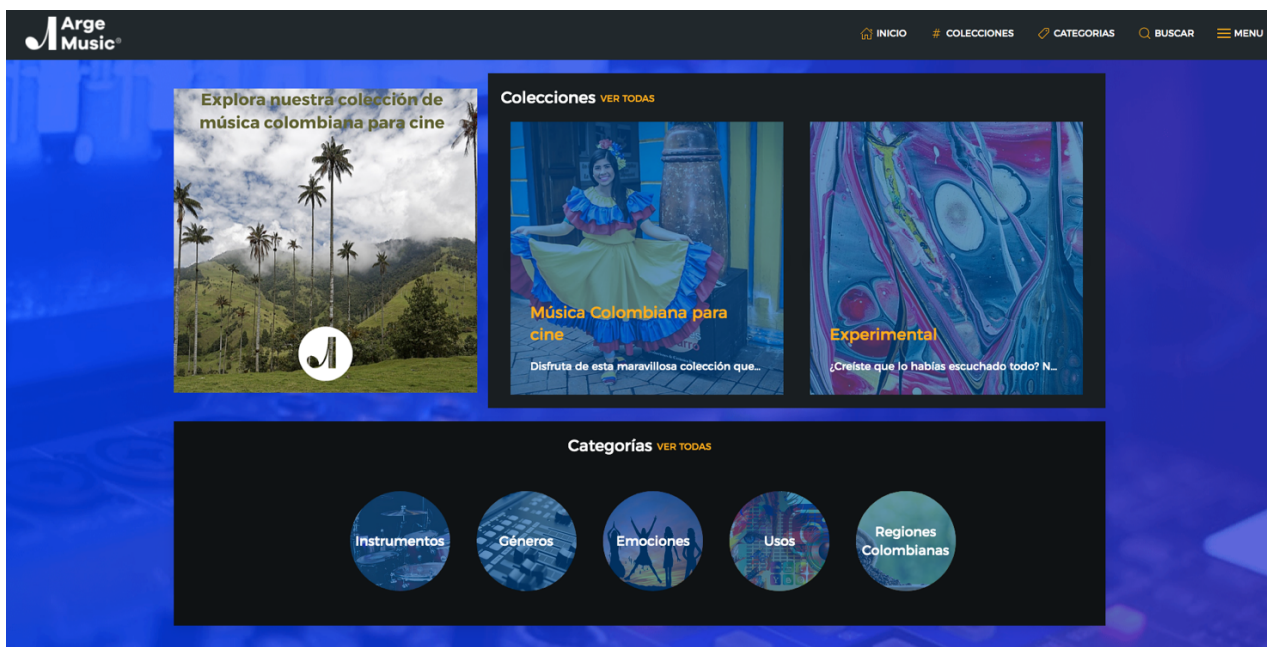 Arge
Music®
INICIO
# COLECCIONES
CATEGORIAS
BUSCAR
MENU
Explora nuestra colección de
música colombiana para cine
Colecciones VER TODAS
Música Colombiana para
cine
Disfruta de esta maravillosa colección que...
Experimental
¿Creíste que lo habías escuchado todo? N...
Categorías VER TODAS
Instrumentos
Géneros
Emociones
Usos
Regiones
Colombianas